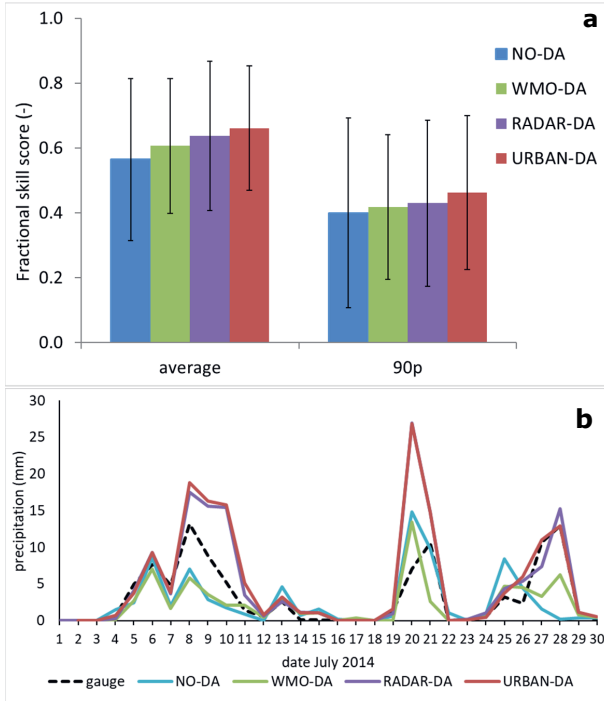 a
1.0
0.8
0.6
0.4
0.2
0.0
Fractional skill score (-)
NO-DA
WMO-DA
RADAR-DA
URBAN-DA
average 90p
b
30
25
20
15
10
5
0
precipitation (mm)
1 2 3 4 5 6 7 8 9 10 11 12 13 14 15 16 17 18 19 20 21 22 23 24 25 26 27 28 29 30
date July 2014
gauge NO-DA WMO-DA RADAR-DA URBAN-DA